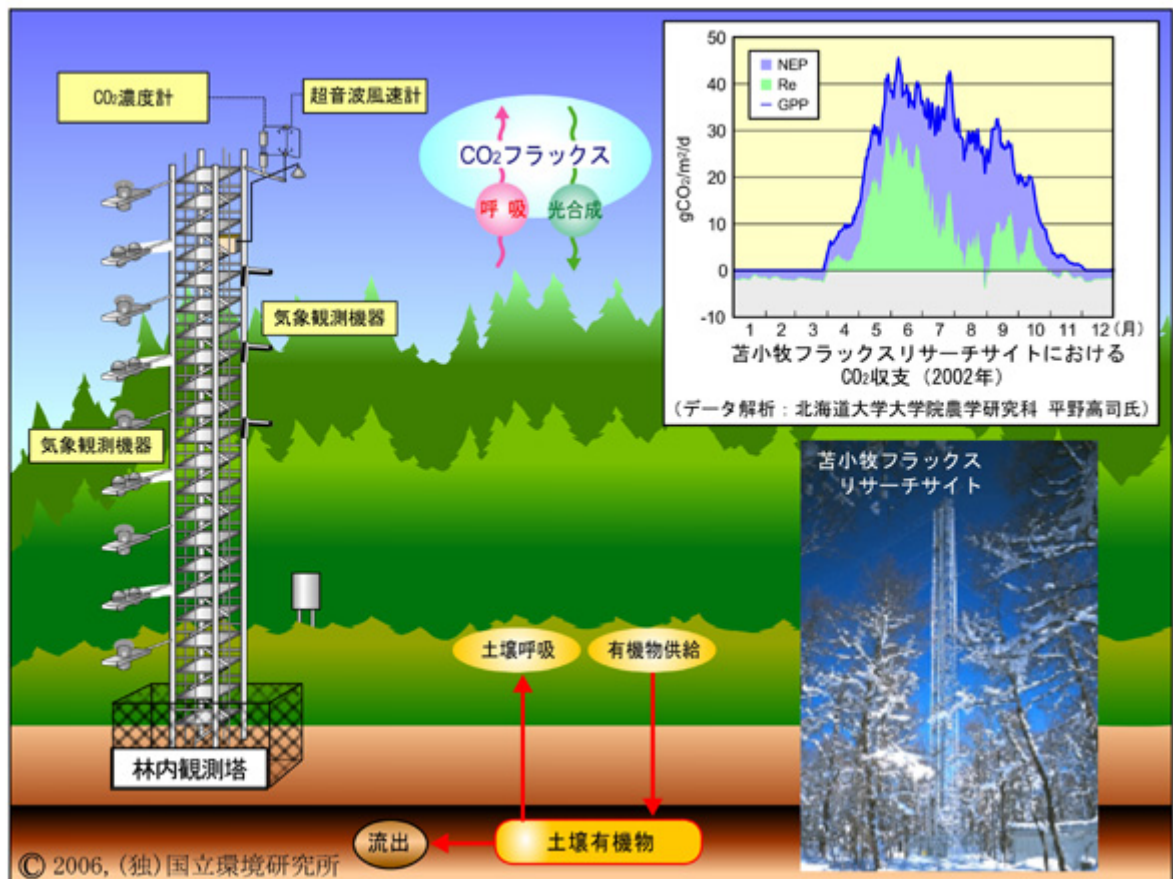 CO₂濃度計
超音波風速計
CO₂フラックス
呼吸
光合成
気象観測機器
気象観測機器
林内観測塔
土壌呼吸
有機物供給
流出
土壌有機物
© 2006, (独)国立環境研究所
50
40
30
20
10
0
-10
gCO₂/m²/d
NEP
Re
GPP
1 2 3 4 5 6 7 8 9 10 11 12 (月)
苫小牧フラックスリサーチサイトにおける
CO₂収支（2002年）
（データ解析：北海道大学大学院農学研究科 平野高司氏）
苫小牧フラックス
リサーチサイト